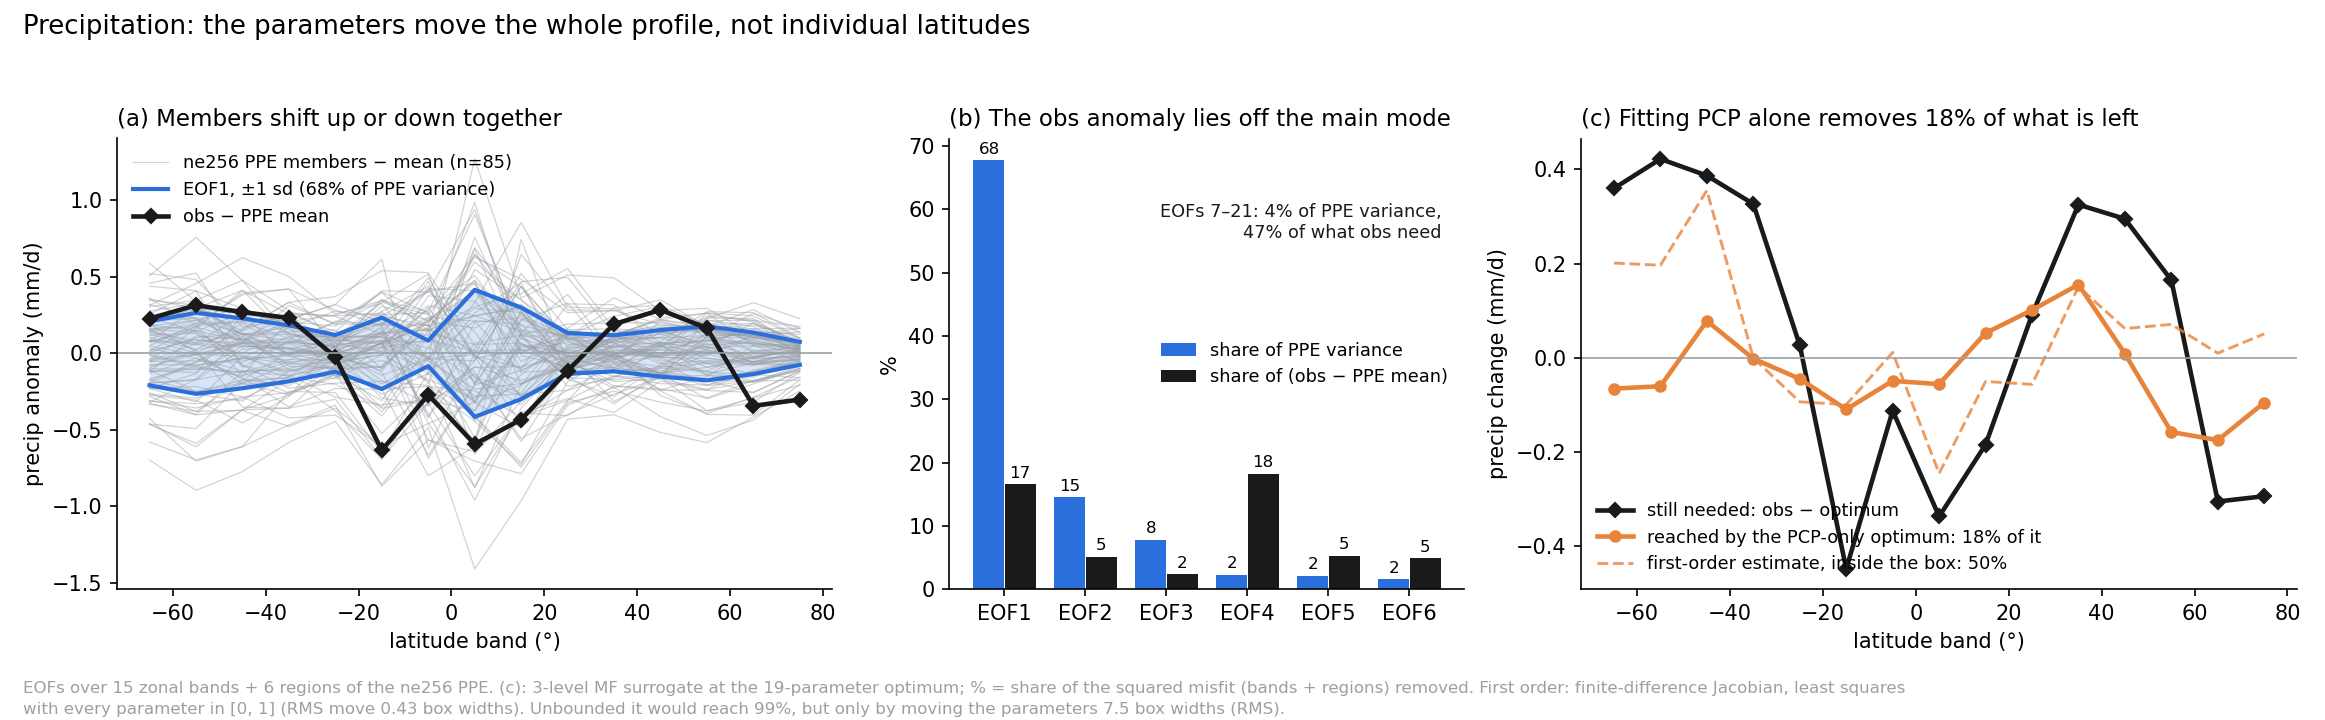 Precipitation: the parameters move the whole profile, not individual latitudes
(a) Members shift up or down together
ne256 PPE members − mean (n=85)
EOF1, ±1 sd (68% of PPE variance)
obs − PPE mean
precip anomaly (mm/d)
1.0
0.5
0.0
−0.5
−1.0
−1.5
−60
−40
−20
0
20
40
60
80
latitude band (°)
(b) The obs anomaly lies off the main mode
%
70
60
50
40
30
20
10
0
68
17
15
5
8
2
2
18
2
5
2
5
EOFs 7–21: 4% of PPE variance,
47% of what obs need
share of PPE variance
share of (obs − PPE mean)
EOF1
EOF2
EOF3
EOF4
EOF5
EOF6
(c) Fitting PCP alone removes 18% of what is left
precip change (mm/d)
0.4
0.2
0.0
−0.2
−0.4
still needed: obs − optimum
reached by the PCP-only optimum: 18% of it
first-order estimate, inside the box: 50%
−60
−40
−20
0
20
40
60
80
latitude band (°)
EOFs over 15 zonal bands + 6 regions of the ne256 PPE. (c): 3-level MF surrogate at the 19-parameter optimum; % = share of the squared misfit (bands + regions) removed. First order: finite-difference Jacobian, least squares
with every parameter in [0, 1] (RMS move 0.43 box widths). Unbounded it would reach 99%, but only by moving the parameters 7.5 box widths (RMS).